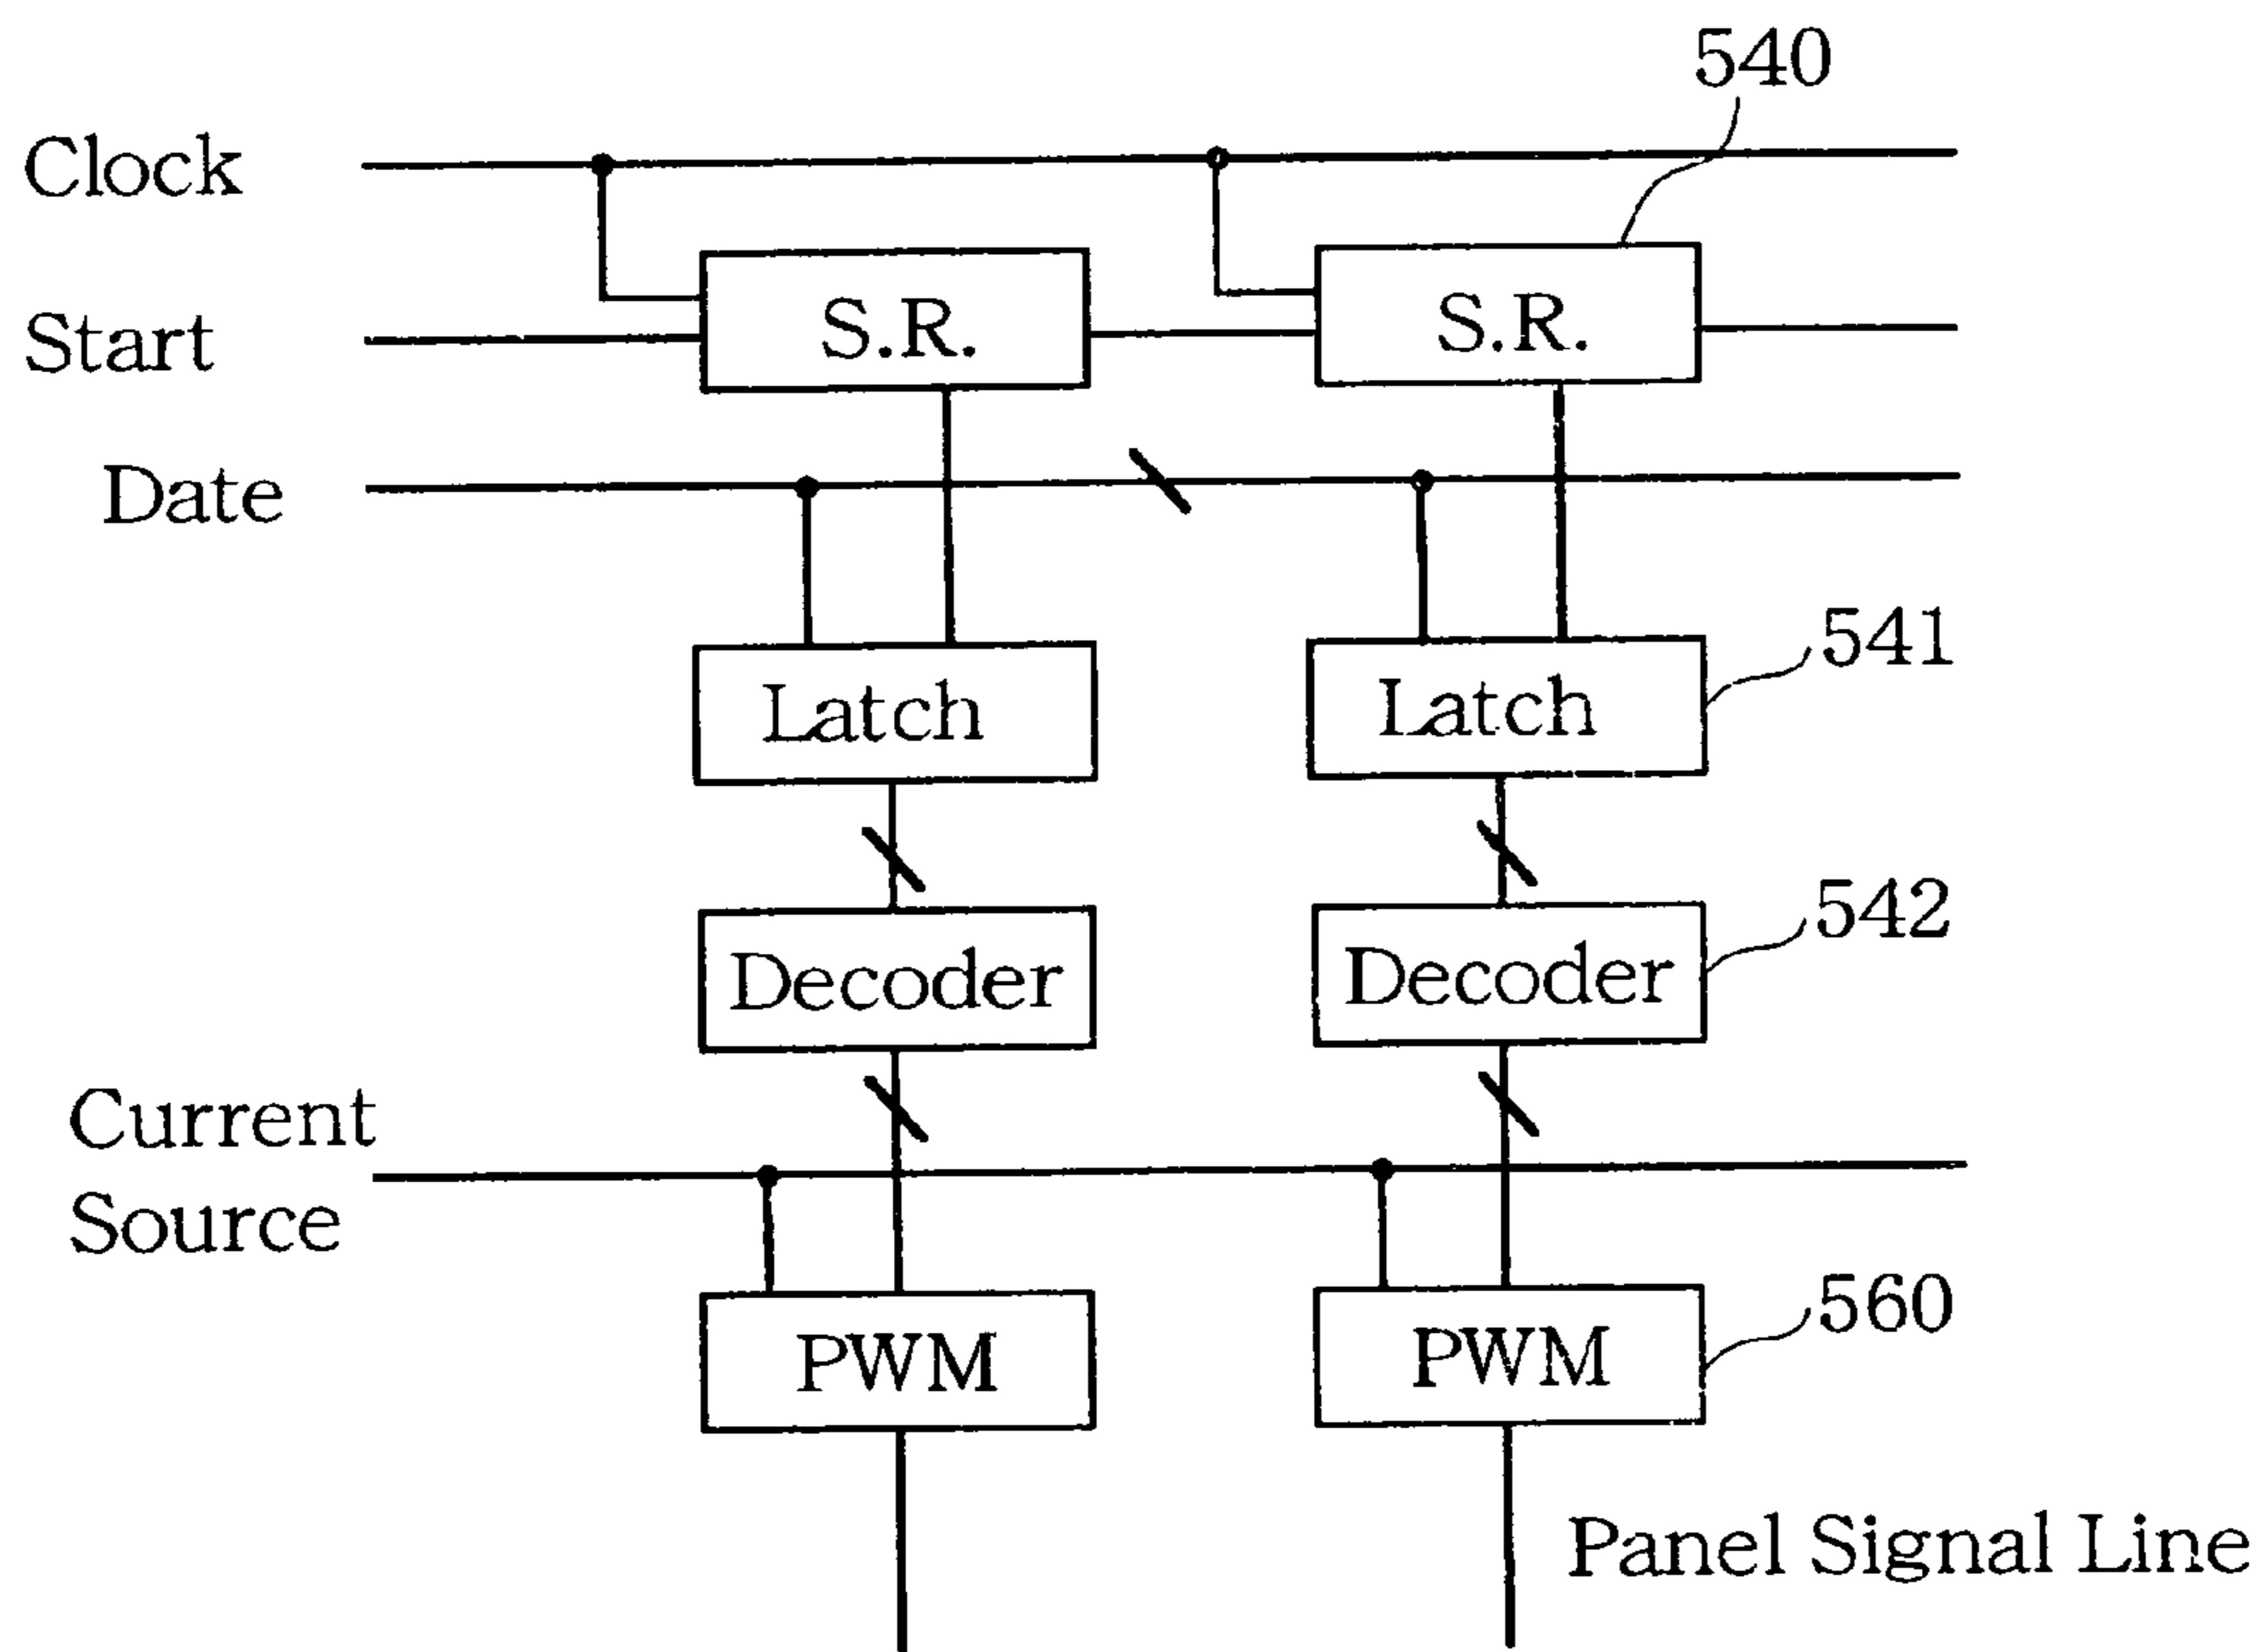 540
Clock
Start
S.R.
S.R.
Date
541
Latch
Latch
542
Decoder
Decoder
Current
Source
560
PWM
PWM
Panel Signal Line